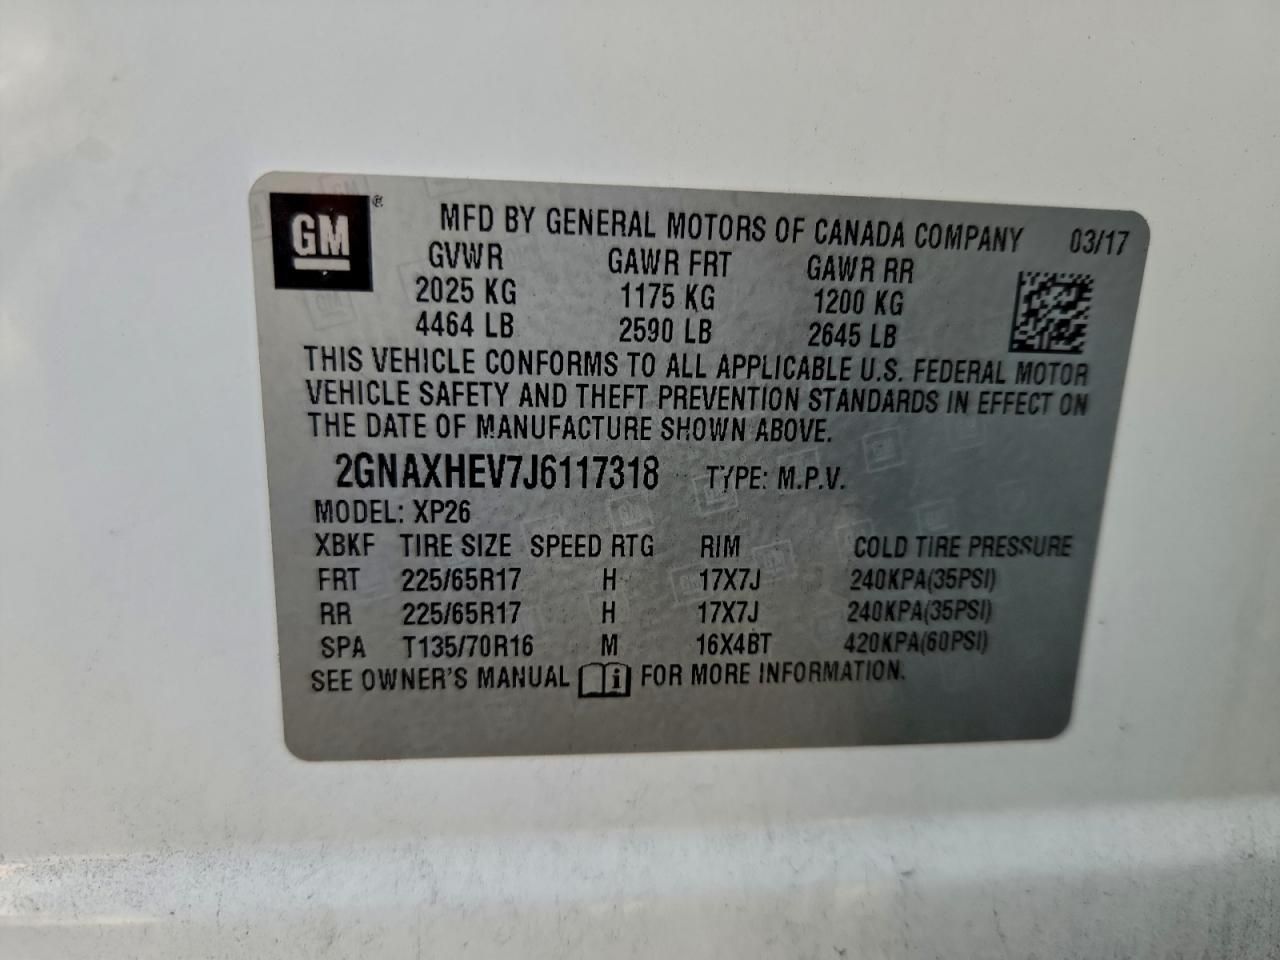 GM ®
MFD BY GENERAL MOTORS OF CANADA COMPANY 03/17
GVWR GAWR FRT GAWR RR
2025 KG 1175 KG 1200 KG
4464 LB 2590 LB 2645 LB
THIS VEHICLE CONFORMS TO ALL APPLICABLE U.S. FEDERAL MOTOR
VEHICLE SAFETY AND THEFT PREVENTION STANDARDS IN EFFECT ON
THE DATE OF MANUFACTURE SHOWN ABOVE.
2GNAXHEV7J6117318 TYPE: M.P.V.
MODEL: XP26
XBKF TIRE SIZE SPEED RTG RIM COLD TIRE PRESSURE
FRT 225/65R17 H 17X7J 240KPA(35PSI)
RR 225/65R17 H 17X7J 240KPA(35PSI)
SPA T135/70R16 M 16X4BT 420KPA(60PSI)
SEE OWNER'S MANUAL i FOR MORE INFORMATION.